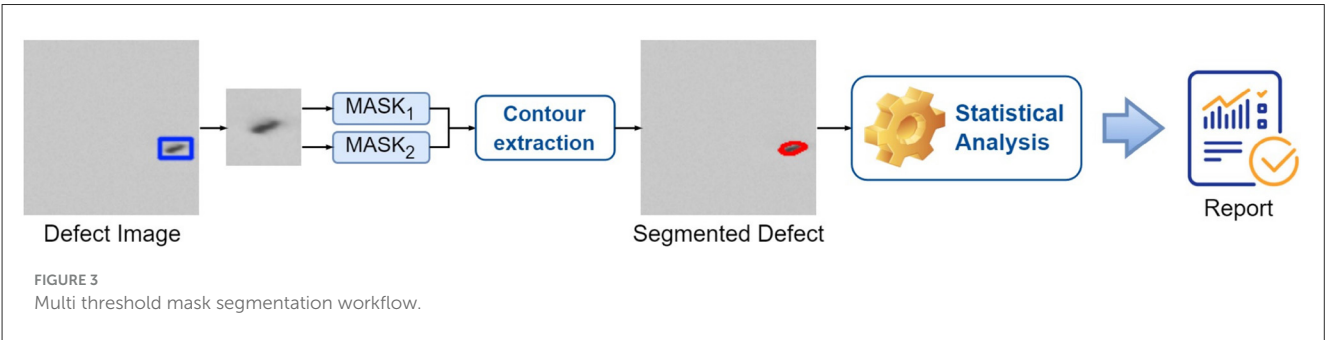 MASK1
MASK2
Contour
extraction
Statistical
Analysis
Defect Image
Segmented Defect
Report
FIGURE 3
Multi threshold mask segmentation workflow.